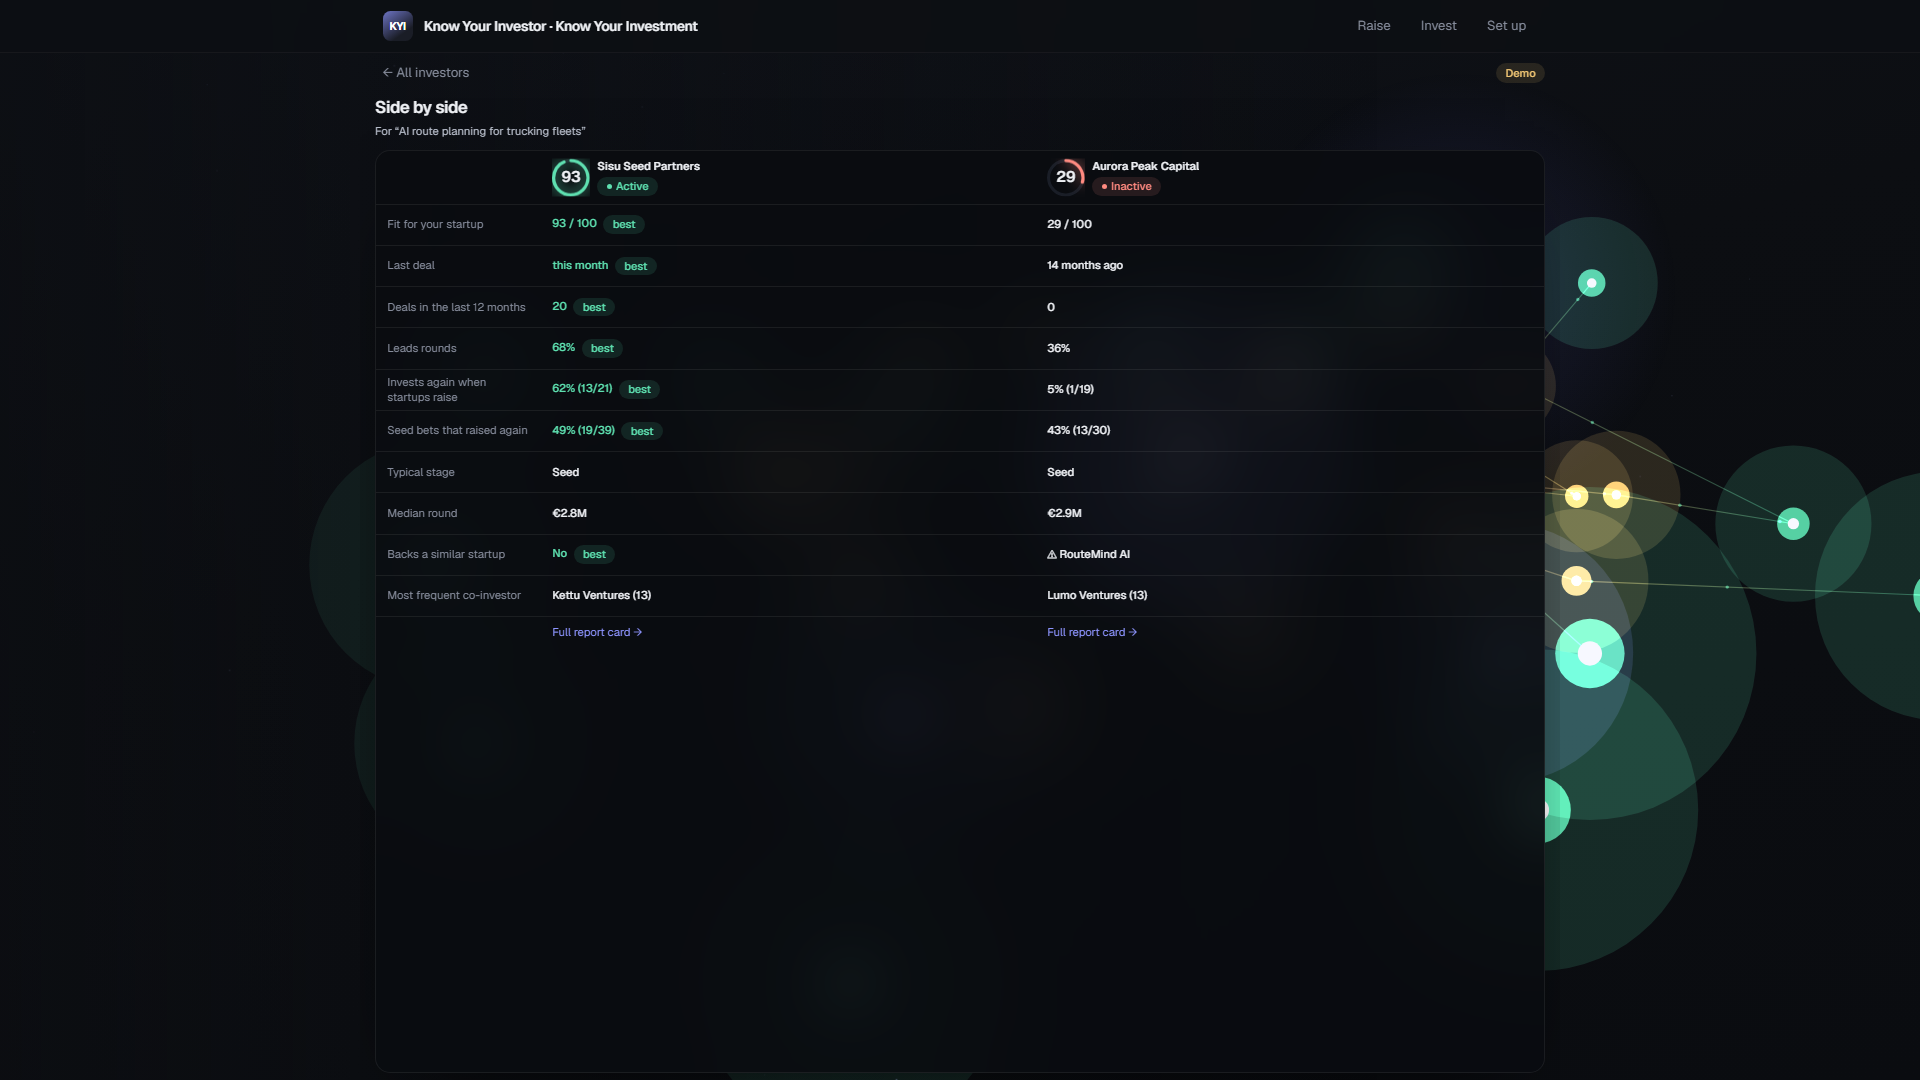 KYI Know Your Investor - Know Your Investment Raise Invest Set up
← All investors Demo
Side by side
For “AI route planning for trucking fleets”
93 Sisu Seed Partners 29 Aurora Peak Capital
• Active • Inactive
Fit for your startup 93 / 100 best 29 / 100
Last deal this month best 14 months ago
Deals in the last 12 months 20 best 0
Leads rounds 68% best 36%
Invests again when
startups raise 62% (13/21) best 5% (1/19)
Seed bets that raised again 49% (19/39) best 43% (13/30)
Typical stage Seed Seed
Median round €2.8M €2.9M
Backs a similar startup No best ⚠ RouteMind AI
Most frequent co-investor Kettu Ventures (13) Lumo Ventures (13)
Full report card → Full report card →